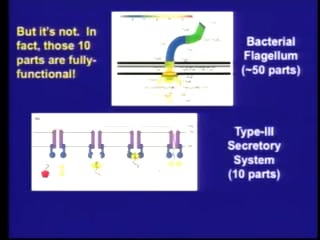 But it's not. In
fact, those 10
parts are fully-
functional!
Bacterial
Flagellum
(~50 parts)
Type-III
Secretory
System
(10 parts)